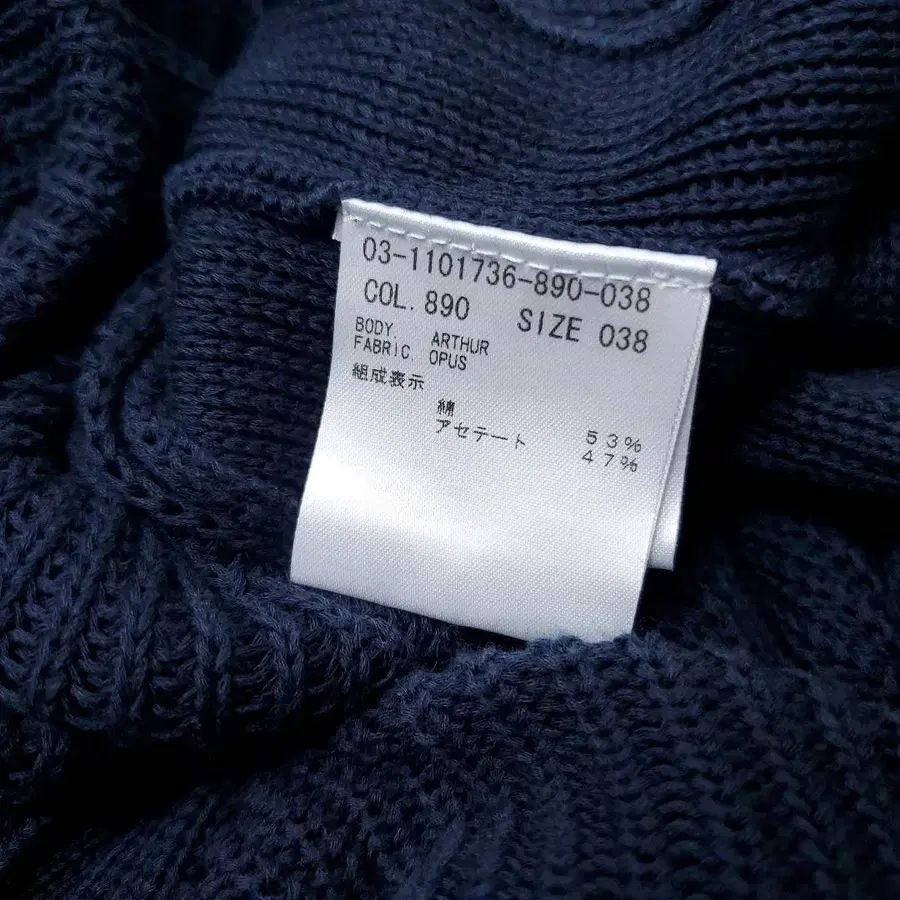 03-1101736-890-038
COL. 890 SIZE 038
BODY ARTHUR
FABRIC OPUS
組成表示
綿 53%
アセテート 47%